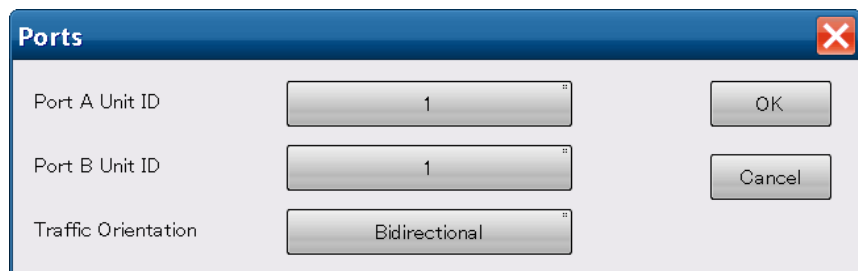 Ports
Port A Unit ID 1 OK
Port B Unit ID 1 Cancel
Traffic Orientation Bidirectional